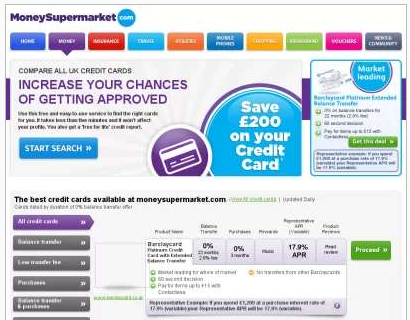 MoneySupermarket.com
HOME MONEY INSURANCE TRAVEL UTILITIES MOBILE PHONES SHOPPING BROADBAND VOUCHERS NEWS & COMMUNITY
COMPARE ALL UK CREDIT CARDS
INCREASE YOUR CHANCES
OF GETTING APPROVED
Use this free and easy to use service to find the right cards
for you. It takes less than five minutes and it won't affect
your profile. You also get a 'free for life' credit report.
START SEARCH »
Save
£200
on your
Credit
Card
Market
leading
Barclaycard Platinum Extended
Balance Transfer
0% on balance transfers for
22 months (2.9% fee)
60 second decision
Pay for items up to £15 with
Contactless
Get this deal »
Representative example: If you spend
£1,200 at a purchase rate of 17.9%
(variable) your Representative APR will
be 17.9% (variable).
The best credit cards available at moneysupermarket.com View All credit cards | Updated Daily
Cards listed by duration of 0% balance transfer offer
All credit cards »
Balance transfer »
Low transfer fee »
Purchases »
Balance transfer
& purchases »
Product Name
Balance
Transfer
Purchases
Rewards
Representative
APR
(Variable)
Product
Reviews
Barclaycard
Platinum Credit
Card with Extended
Balance Transfer
0%
22 months
2.9% fee
0%
3 months
17.9%
APR
Read
review
Proceed »
Market leading for whole of market
60 second decision
Pay for items up to £15 with
Contactless
No transfers from other Barclaycards
www.barclaycard.co.uk
Representative Example: If you spend £1,200 at a purchase interest rate of
17.9% (variable) your Representative APR will be 17.9% (variable).